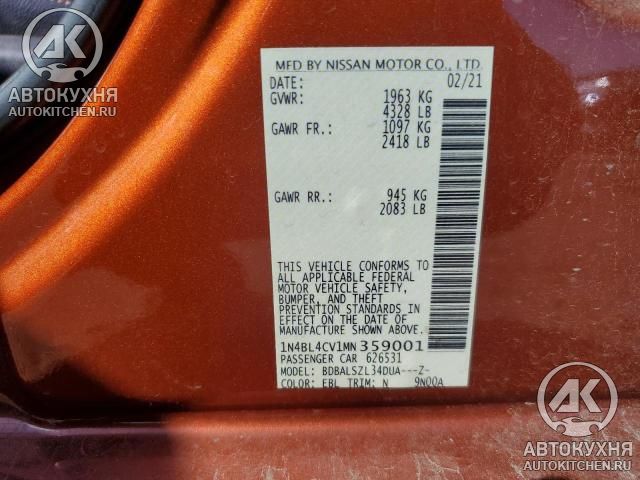 AK
АВТОКУХНЯ
AUTOKITCHEN.RU
MFD BY NISSAN MOTOR CO., LTD.
DATE: 02/21
GVWR: 1963 KG
4328 LB
GAWR FR.: 1097 KG
2418 LB
GAWR RR.: 945 KG
2083 LB
THIS VEHICLE CONFORMS TO
ALL APPLICABLE FEDERAL
MOTOR VEHICLE SAFETY,
BUMPER, AND THEFT
PREVENTION STANDARDS IN
EFFECT ON THE DATE OF
MANUFACTURE SHOWN ABOVE.
1N4BL4CV1MN359001
PASSENGER CAR 626531
MODEL: BDBALSZL34DUA---Z-
COLOR: EBL TRIM: N 9N00A
AK
АВТОКУХНЯ
AUTOKITCHEN.RU